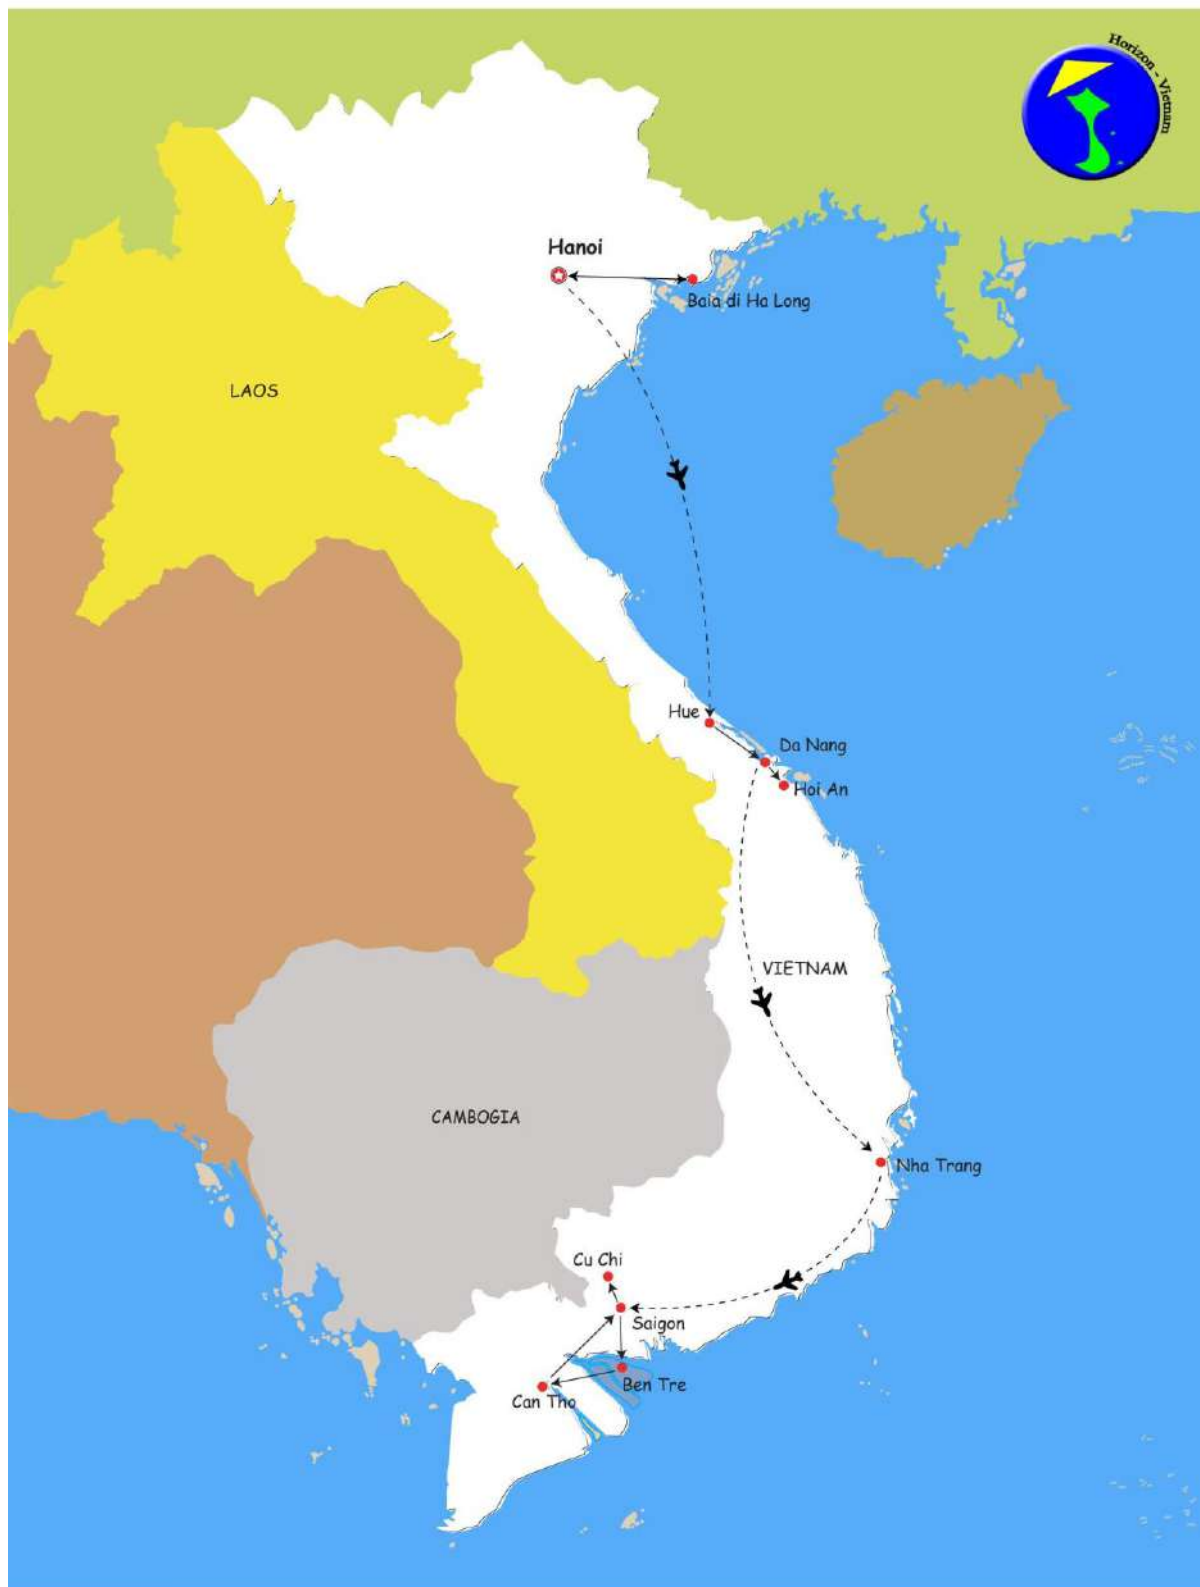 Horizon - Vietnam
Hanoi
Baia di Ha Long
LAOS
Hue
Da Nang
Hoi An
VIETNAM
CAMBOGIA
Nha Trang
Cu Chi
Saigon
Ben Tre
Can Tho